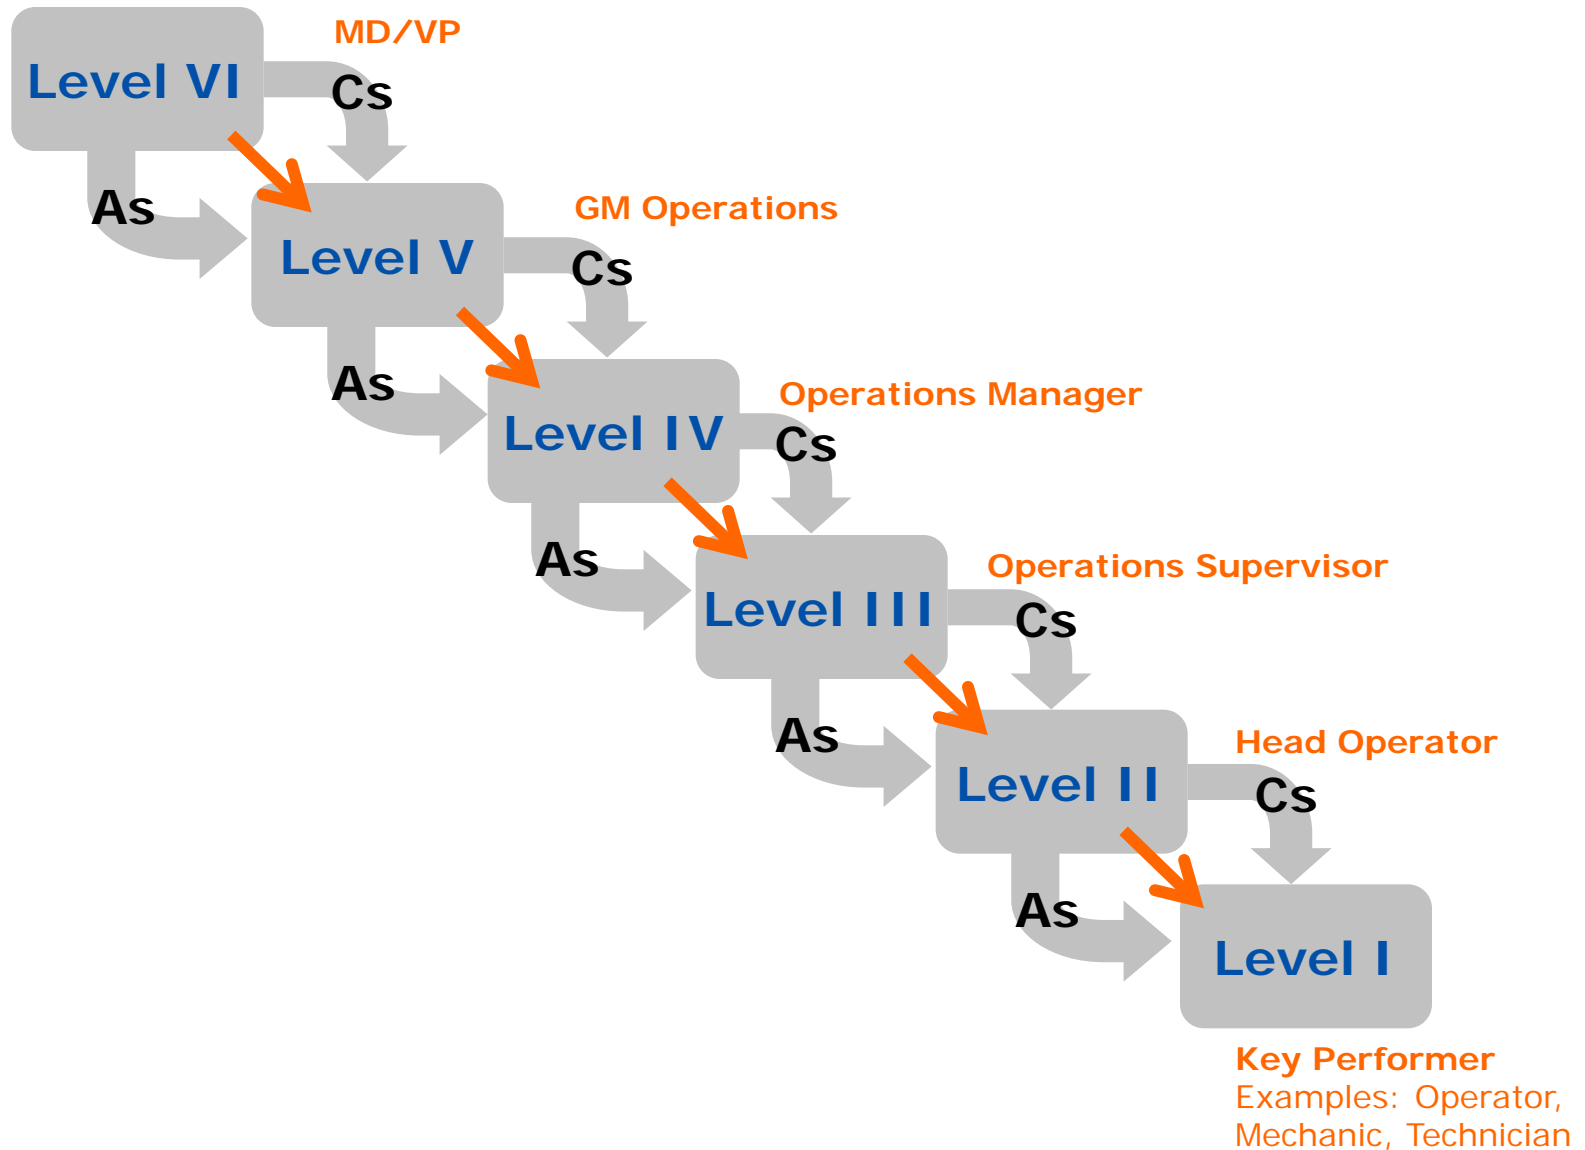 MD/VP
Level VI
Cs
As
GM Operations
Level V
Cs
As
Operations Manager
Level IV
Cs
As
Operations Supervisor
Level III
Cs
As
Head Operator
Level II
Cs
As
Level I
Key Performer
Examples: Operator,
Mechanic, Technician